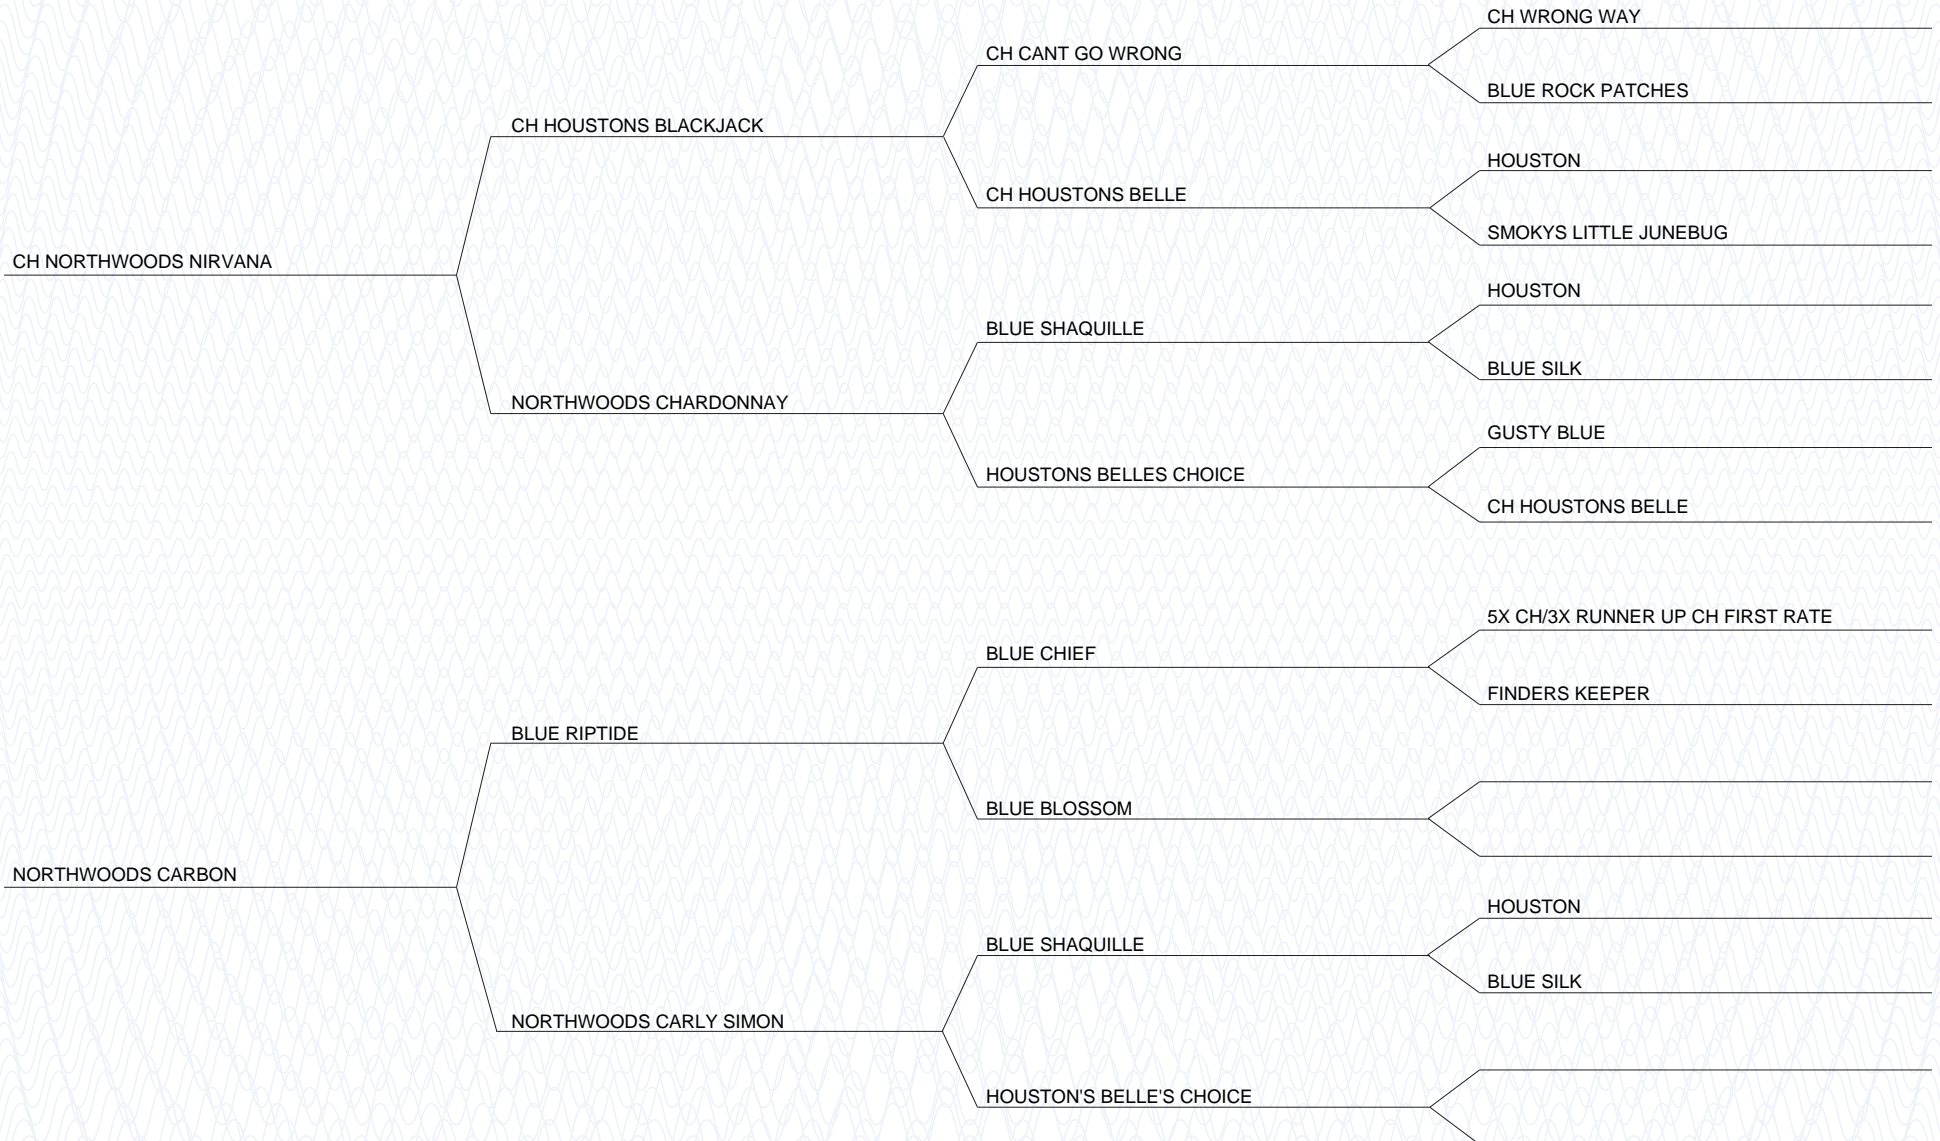 CH WRONG WAY
CH CANT GO WRONG
BLUE ROCK PATCHES
CH HOUSTONS BLACKJACK
HOUSTON
CH HOUSTONS BELLE
SMOKYS LITTLE JUNEBUG
CH NORTHWOODS NIRVANA
HOUSTON
BLUE SHAQUILLE
BLUE SILK
NORTHWOODS CHARDONNAY
GUSTY BLUE
HOUSTONS BELLES CHOICE
CH HOUSTONS BELLE
5X CH/3X RUNNER UP CH FIRST RATE
BLUE CHIEF
FINDERS KEEPER
BLUE RIPTIDE
BLUE BLOSSOM
NORTHWOODS CARBON
HOUSTON
BLUE SHAQUILLE
BLUE SILK
NORTHWOODS CARLY SIMON
HOUSTON'S BELLE'S CHOICE